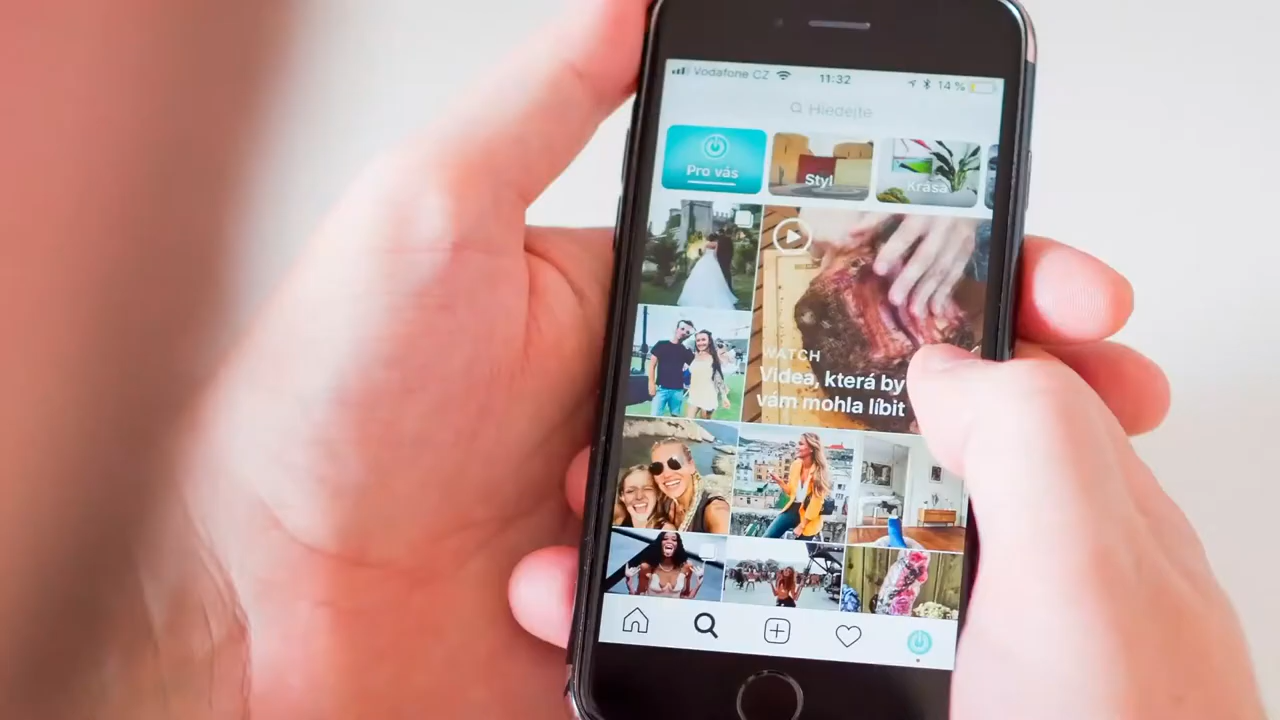 Vodafone CZ 11:32 14 %
Hledejte
Pro vás
Styl
Krása
WATCH
Videa, která by
vám mohla líbit